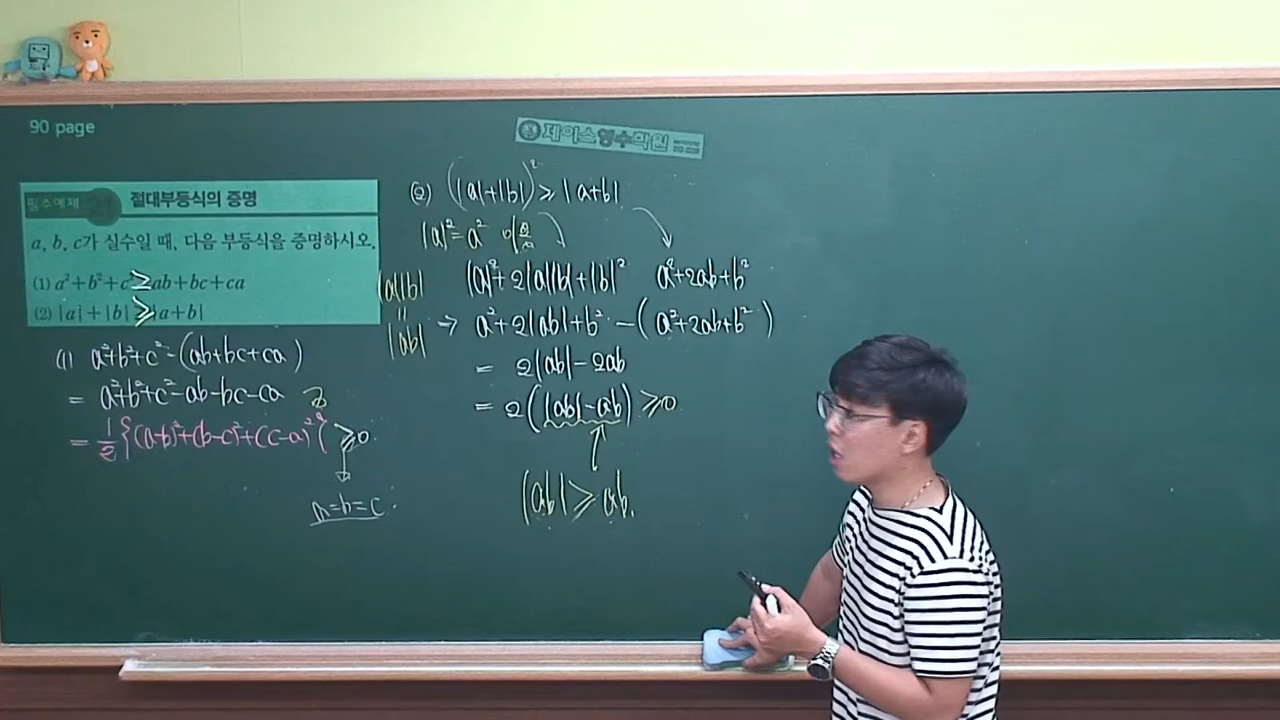 90 page
제이스영수학원
필수예제 21 절대부등식의 증명
a, b, c가 실수일 때, 다음 부등식을 증명하시오.
(1) a²+b²+c²≥ab+bc+ca
(2) |a|+|b|≥|a+b|
(1) a²+b²+c²-(ab+bc+ca)
= a²+b²+c²-ab-bc-ca
= 1/2{(a-b)²+(b-c)²+(c-a)²} ≥0
a=b=c
(2) (|a|+|b|)² ≥ |a+b|
|a|²=a²
|a|²+2|a||b|+|b|² a²+2ab+b²
|a||b|
=
|ab|
→ a²+2|ab|+b² -(a²+2ab+b²)
= 2|ab|-2ab
= 2(|ab|-ab) ≥0
|ab| ≥ ab